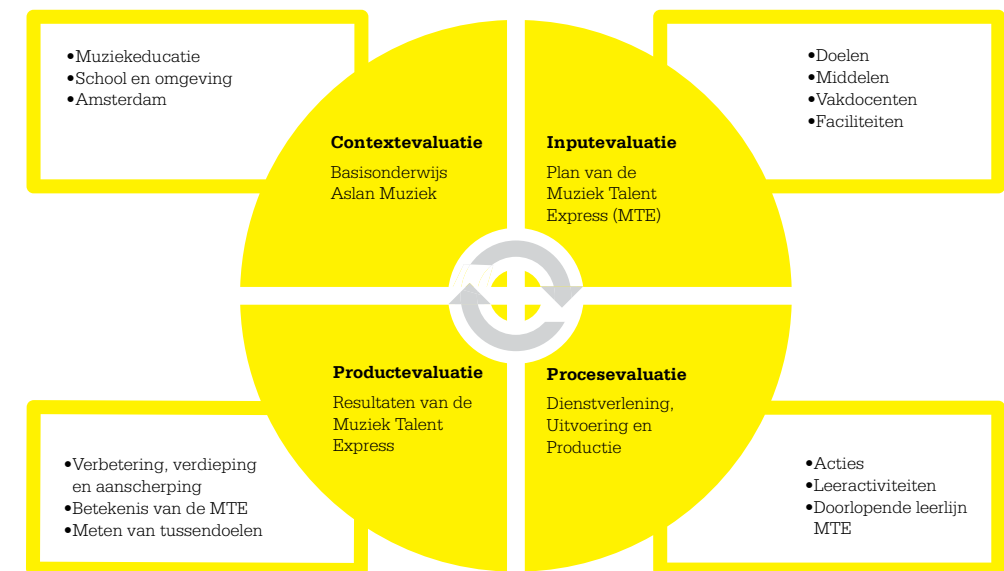 •Muziekeducatie
•School en omgeving
•Amsterdam
Contextevaluatie
Basisonderwijs
Aslan Muziek
•Doelen
•Middelen
•Vakdocenten
•Faciliteiten
Inputevaluatie
Plan van de
Muziek Talent
Express (MTE)
Productevaluatie
Resultaten van de
Muziek Talent
Express
•Verbetering, verdieping
en aanscherping
•Betekenis van de MTE
•Meten van tussendoelen
Procesevaluatie
Dienstverlening,
Uitvoering en
Productie
•Acties
•Leeractiviteiten
•Doorlopende leerlijn
MTE